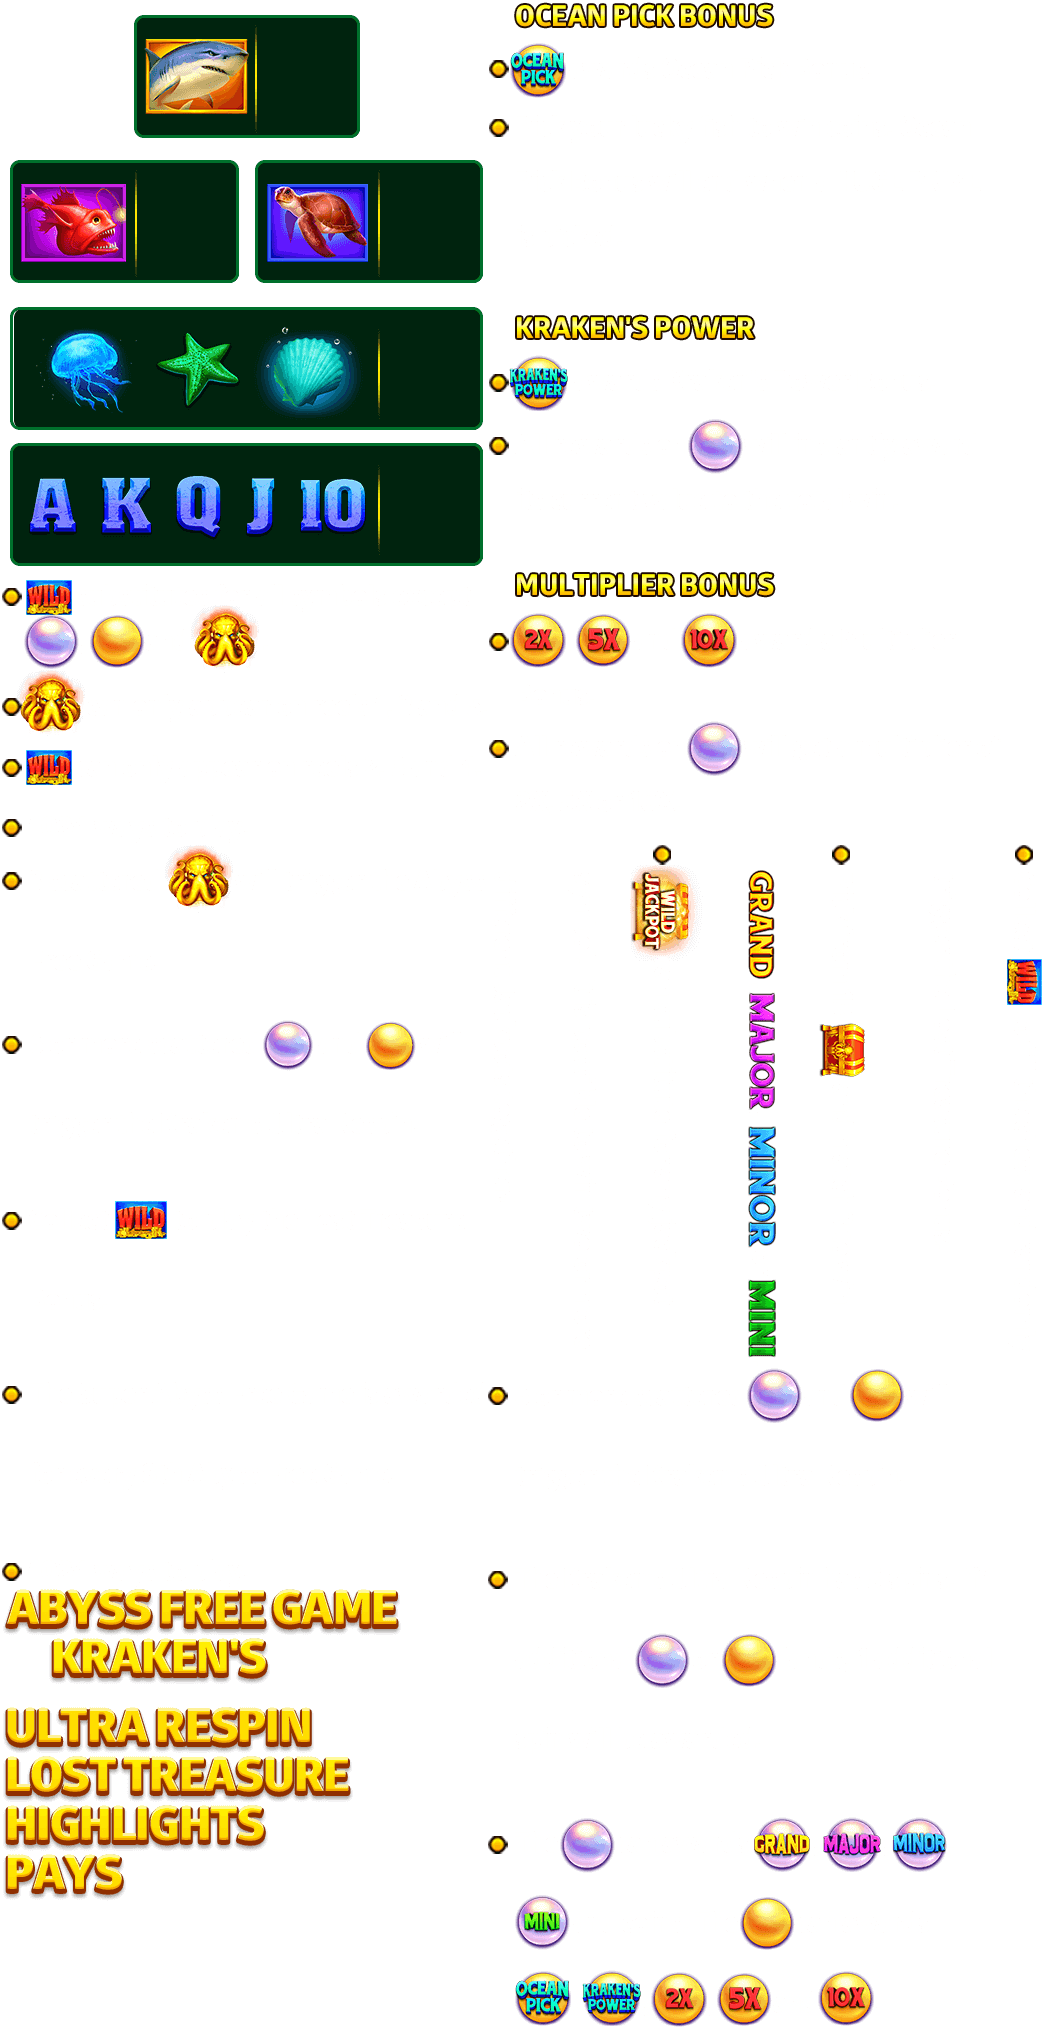 OCEAN PICK BONUS
OCEAN
PICK
KRAKEN'S POWER
KRAKEN'S
POWER
A K Q J 10
MULTIPLIER BONUS
WILD
2X 5X 10X
WILD
WILD
JACKPOT
GRAND
MAJOR
MINOR
MINI
WILD
WILD
ABYSS FREE GAME
KRAKEN'S
ULTRA RESPIN
LOST TREASURE
HIGHLIGHTS
PAYS
GRAND MAJOR MINOR
MINI
OCEAN
PICK
KRAKEN'S
POWER
2X 5X 10X